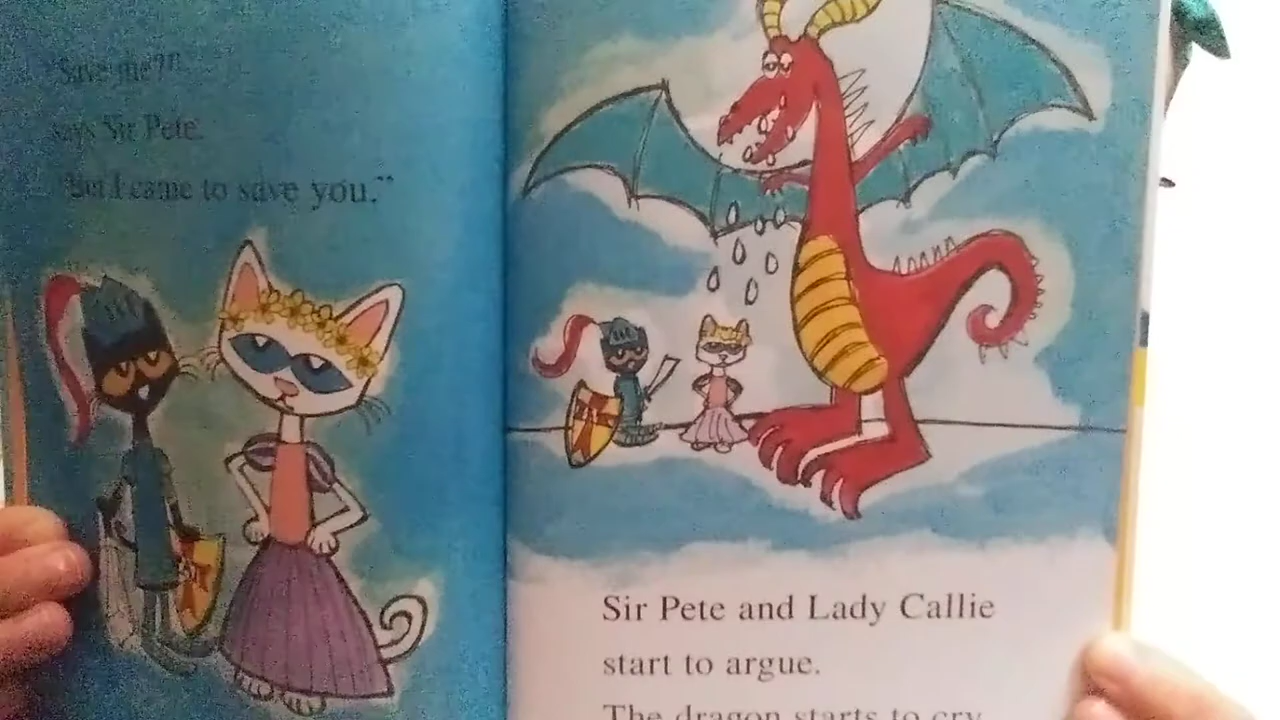 "Save me?"
says Sir Pete.
"But I came to save you."
Sir Pete and Lady Callie
start to argue.
The dragon starts to cry